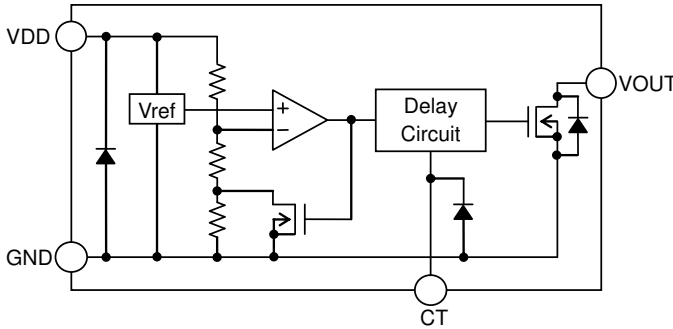 VDD
VOUT
Vref
+
−
Delay
Circuit
GND
CT